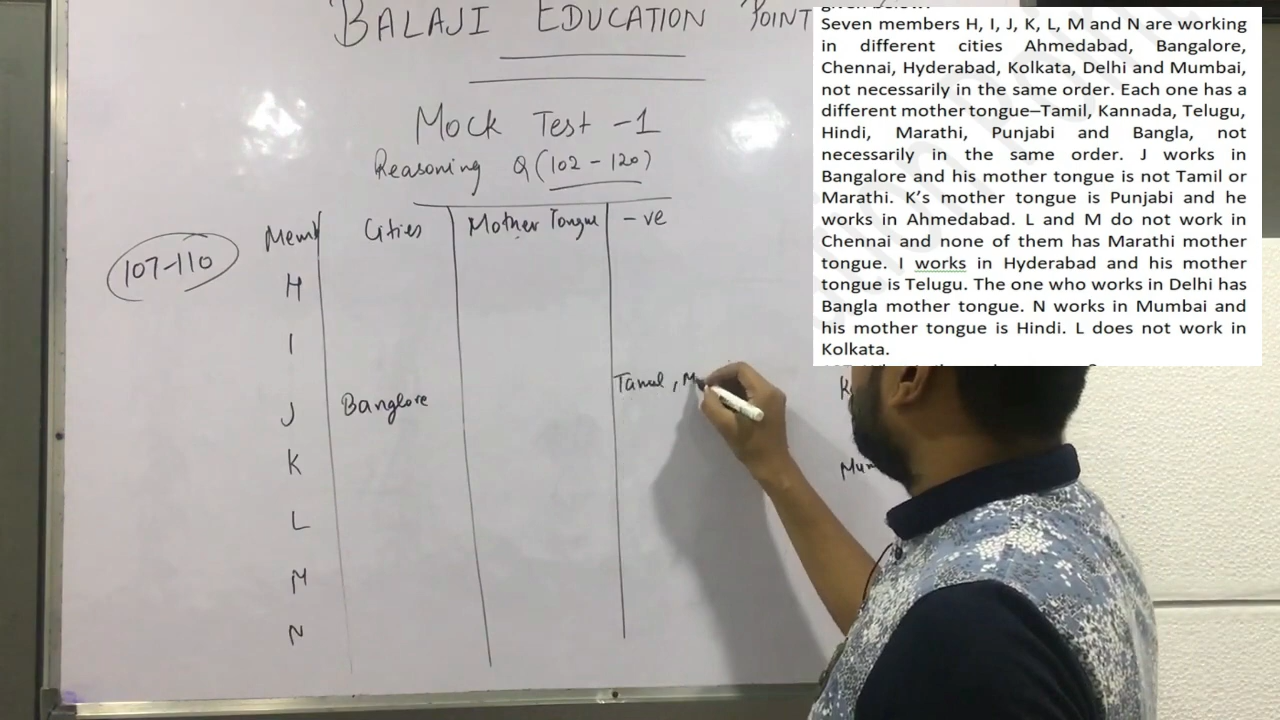 BALAJI EDUCATION POINT
Mock Test -1
Reasoning Q (102 - 120)
107-110
Memb Cities Mother Tongue -ve
H
I
J Banglore Tamil, M
K
L
M
N
Seven members H, I, J, K, L, M and N are working
in different cities Ahmedabad, Bangalore,
Chennai, Hyderabad, Kolkata, Delhi and Mumbai,
not necessarily in the same order. Each one has a
different mother tongue–Tamil, Kannada, Telugu,
Hindi, Marathi, Punjabi and Bangla, not
necessarily in the same order. J works in
Bangalore and his mother tongue is not Tamil or
Marathi. K's mother tongue is Punjabi and he
works in Ahmedabad. L and M do not work in
Chennai and none of them has Marathi mother
tongue. I works in Hyderabad and his mother
tongue is Telugu. The one who works in Delhi has
Bangla mother tongue. N works in Mumbai and
his mother tongue is Hindi. L does not work in
Kolkata.